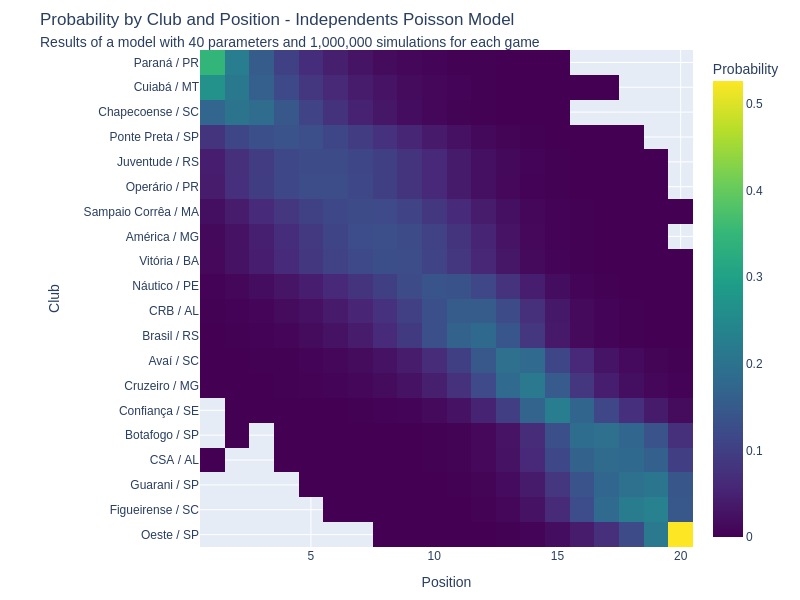 Probability by Club and Position - Independents Poisson Model
Results of a model with 40 parameters and 1,000,000 simulations for each game
Probability
Paraná / PR
Cuiabá / MT
Chapecoense / SC
Ponte Preta / SP
Juventude / RS
Operário / PR
Sampaio Corrêa / MA
América / MG
Vitória / BA
Náutico / PE
CRB / AL
Brasil / RS
Avaí / SC
Cruzeiro / MG
Confiança / SE
Botafogo / SP
CSA / AL
Guarani / SP
Figueirense / SC
Oeste / SP
Club
5
10
15
20
Position
0.5
0.4
0.3
0.2
0.1
0